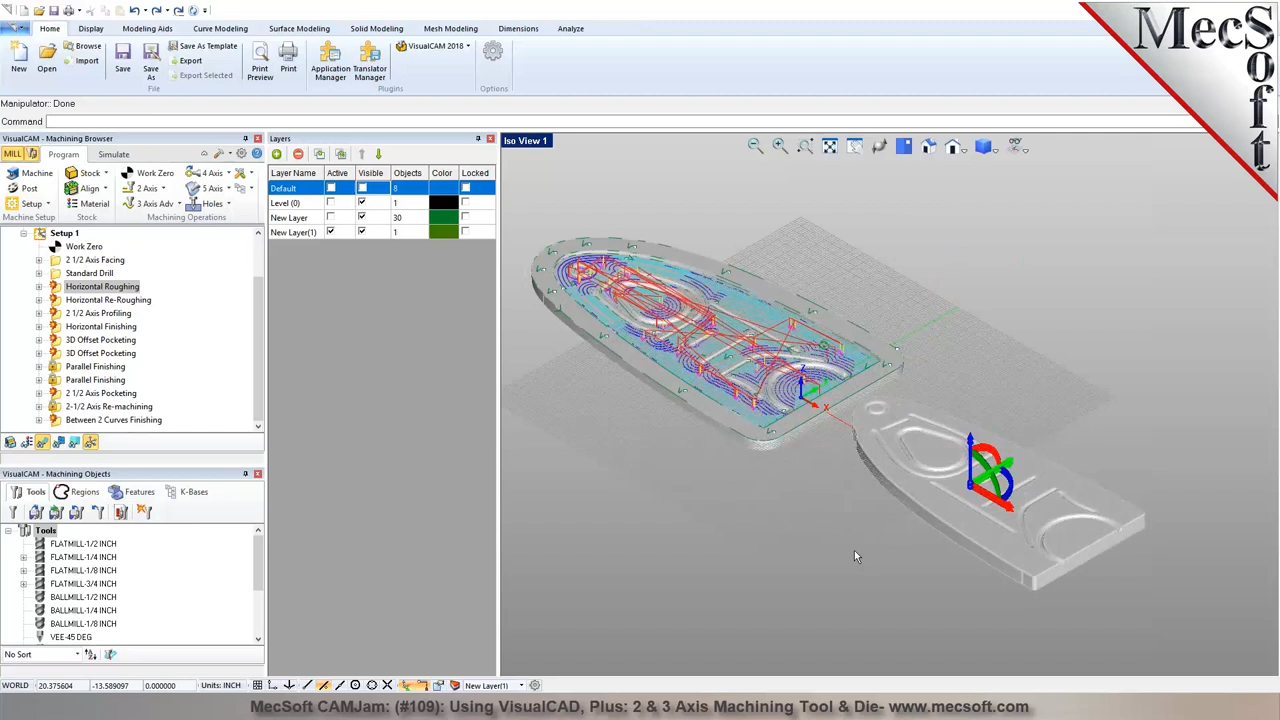 Home Display Modeling Aids Curve Modeling Surface Modeling Solid Modeling Mesh Modeling Dimensions Analyze
New Open Browse Import Save Save As Save As Template Export Export Selected Print Preview Print Application Manager Translator Manager VisualCAM 2018
File Plugins Options
Manipulator:: Done
Command
VisualCAM - Machining Browser
MILL Program Simulate
Machine Stock Work Zero 4 Axis
Post Align 2 Axis 5 Axis
Setup Material 3 Axis Adv Holes
Machine Setup Stock Machining Operations
Setup 1
Work Zero
2 1/2 Axis Facing
Standard Drill
Horizontal Roughing
Horizontal Re-Roughing
2 1/2 Axis Profiling
Horizontal Finishing
3D Offset Pocketing
3D Offset Pocketing
Parallel Finishing
Parallel Finishing
2 1/2 Axis Pocketing
2-1/2 Axis Re-machining
Between 2 Curves Finishing
VisualCAM - Machining Objects
Tools Regions Features K-Bases
Tools
FLATMILL-1/2 INCH
FLATMILL-1/4 INCH
FLATMILL-1/8 INCH
FLATMILL-3/4 INCH
BALLMILL-1/2 INCH
BALLMILL-1/4 INCH
BALLMILL-1/8 INCH
VEE-45 DEG
No Sort
Layers
Layer Name Active Visible Objects Color Locked
Default 8
Level (0) 1
New Layer 30
New Layer(1) 1
Iso View 1
Z
X
MecSoft
WORLD 20.375604 -13.589097 0.000000 Units: INCH New Layer(1)
MecSoft CAMJam: (#109): Using VisualCAD, Plus: 2 & 3 Axis Machining Tool & Die- www.mecsoft.com